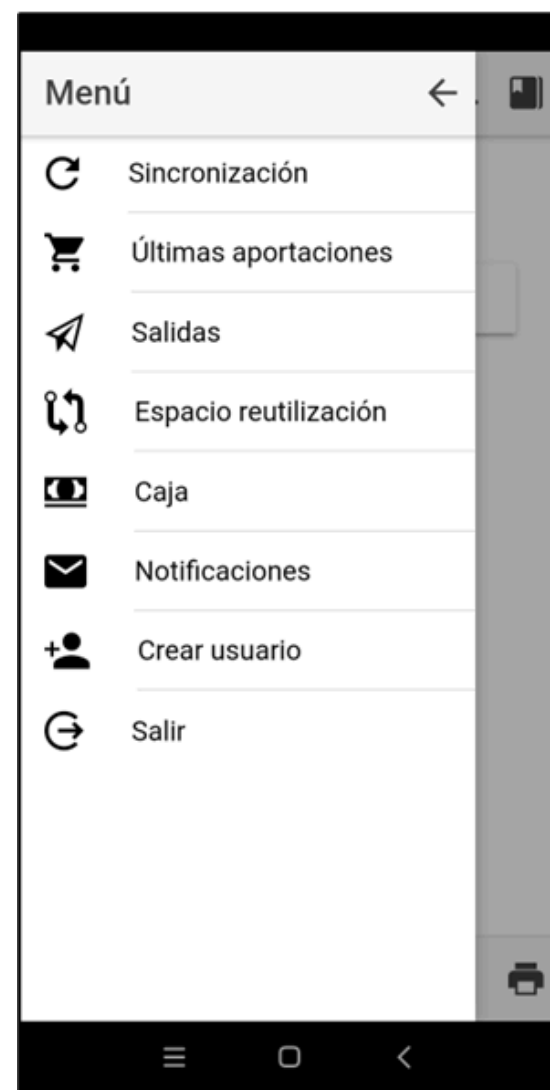 Menú
Sincronización
Últimas aportaciones
Salidas
Espacio reutilización
Caja
Notificaciones
Crear usuario
Salir